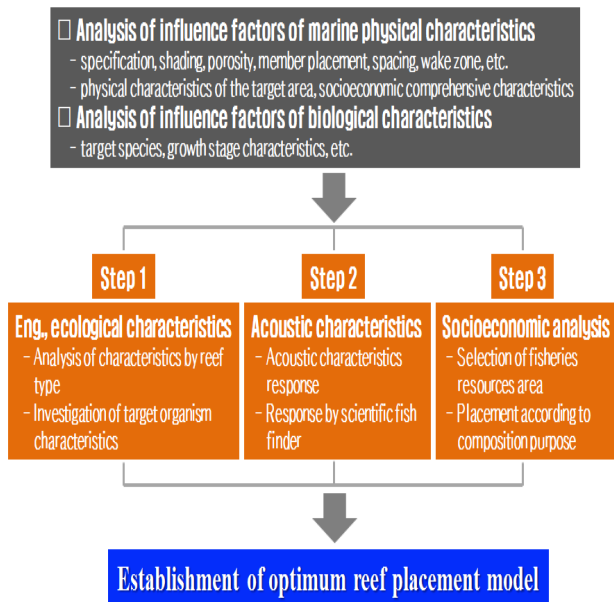 □ Analysis of influence factors of marine physical characteristics
- specification, shading, porosity, member placement, spacing, wake zone, etc.
- physical characteristics of the target area, socioeconomic comprehensive characteristics
□ Analysis of influence factors of biological characteristics
- target species, growth stage characteristics, etc.
Step 1
Eng., ecological characteristics
- Analysis of characteristics by reef
type
- Investigation of target organism
characteristics
Step 2
Acoustic characteristics
- Acoustic characteristics
response
- Response by scientific fish
finder
Step 3
Socioeconomic analysis
- Selection of fisheries
resources area
- Placement according to
composition purpose
Establishment of optimum reef placement model